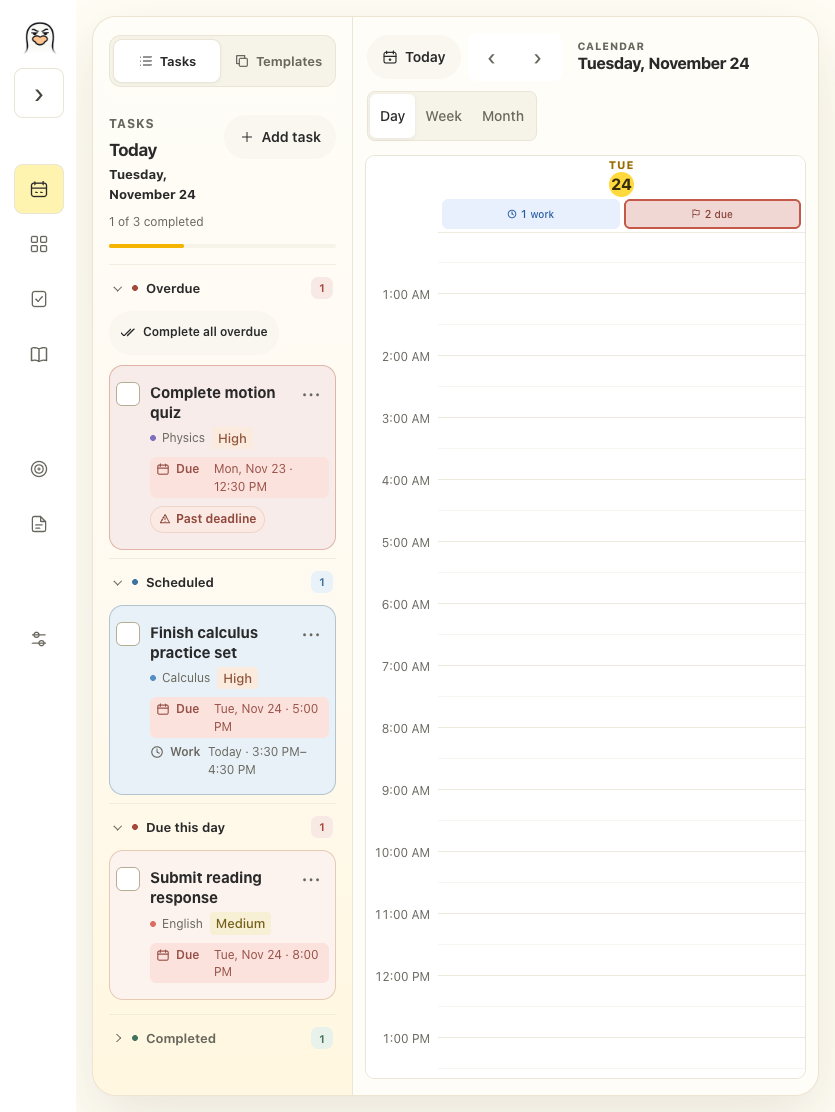 Tasks
Templates
TASKS
Today
Tuesday,
November 24
Add task
1 of 3 completed
Overdue
1
Complete all overdue
Complete motion
quiz
Physics
High
Due
Mon, Nov 23 ·
12:30 PM
Past deadline
Scheduled
1
Finish calculus
practice set
Calculus
High
Due
Tue, Nov 24 · 5:00
PM
Work
Today · 3:30 PM–
4:30 PM
Due this day
1
Submit reading
response
English
Medium
Due
Tue, Nov 24 · 8:00
PM
Completed
1
Today
CALENDAR
Tuesday, November 24
Day
Week
Month
TUE
24
1 work
2 due
1:00 AM
2:00 AM
3:00 AM
4:00 AM
5:00 AM
6:00 AM
7:00 AM
8:00 AM
9:00 AM
10:00 AM
11:00 AM
12:00 PM
1:00 PM